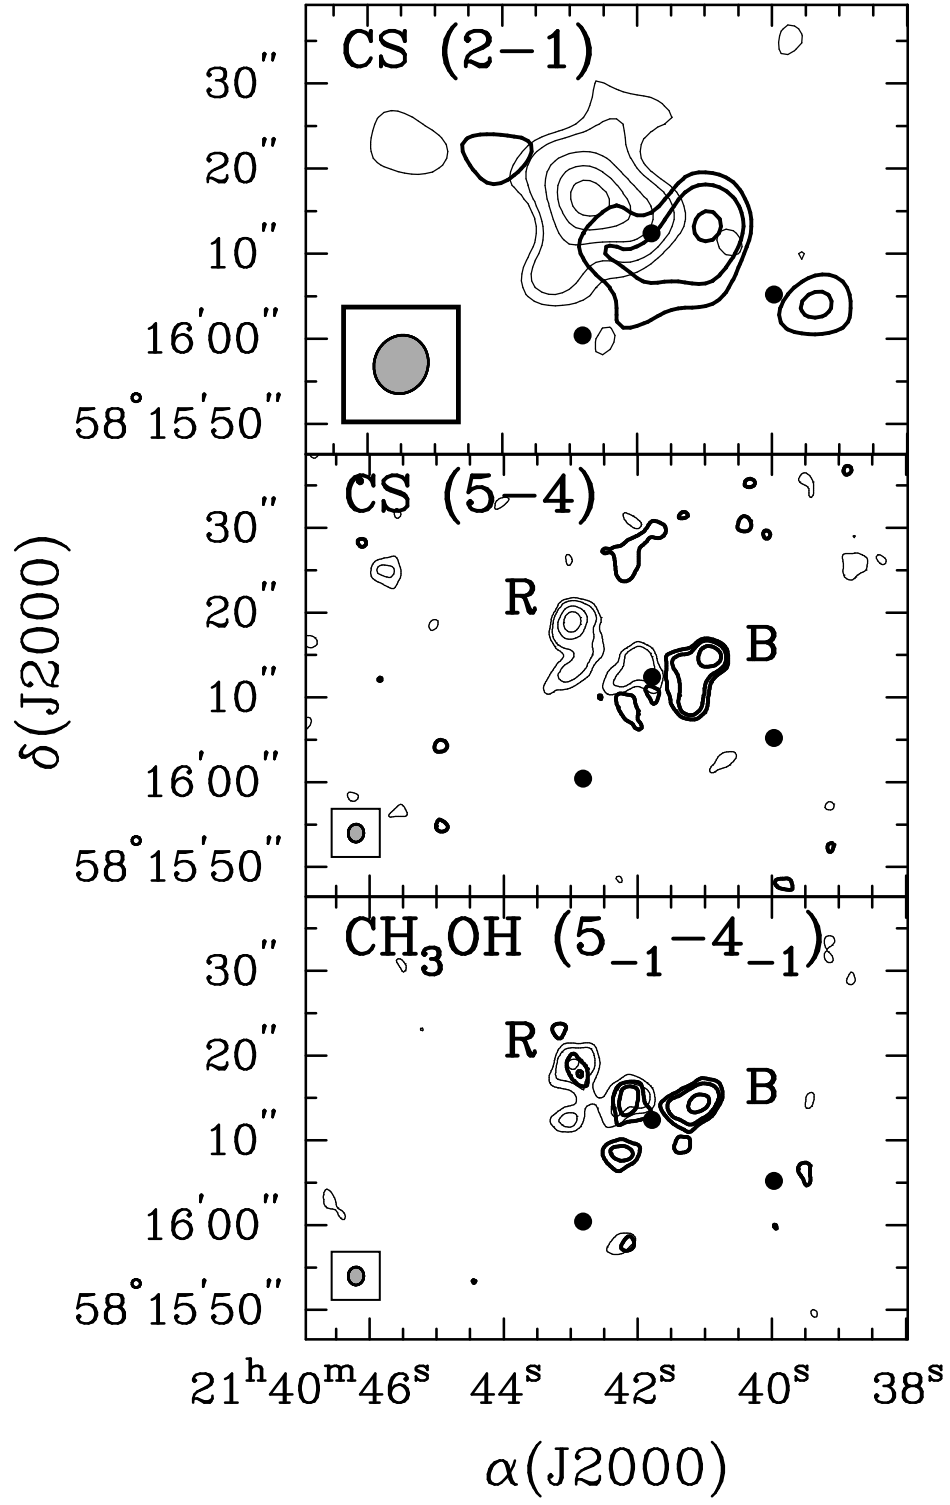 CS (2−1)
30″
20″
10″
16′00″
58°15′50″
CS (5−4)
30″
R
20″
B
10″
16′00″
58°15′50″
δ(J2000)
CH₃OH (5₋₁−4₋₁)
30″
R
20″
B
10″
16′00″
58°15′50″
21ʰ40ᵐ46ˢ 44ˢ 42ˢ 40ˢ 38ˢ
α(J2000)